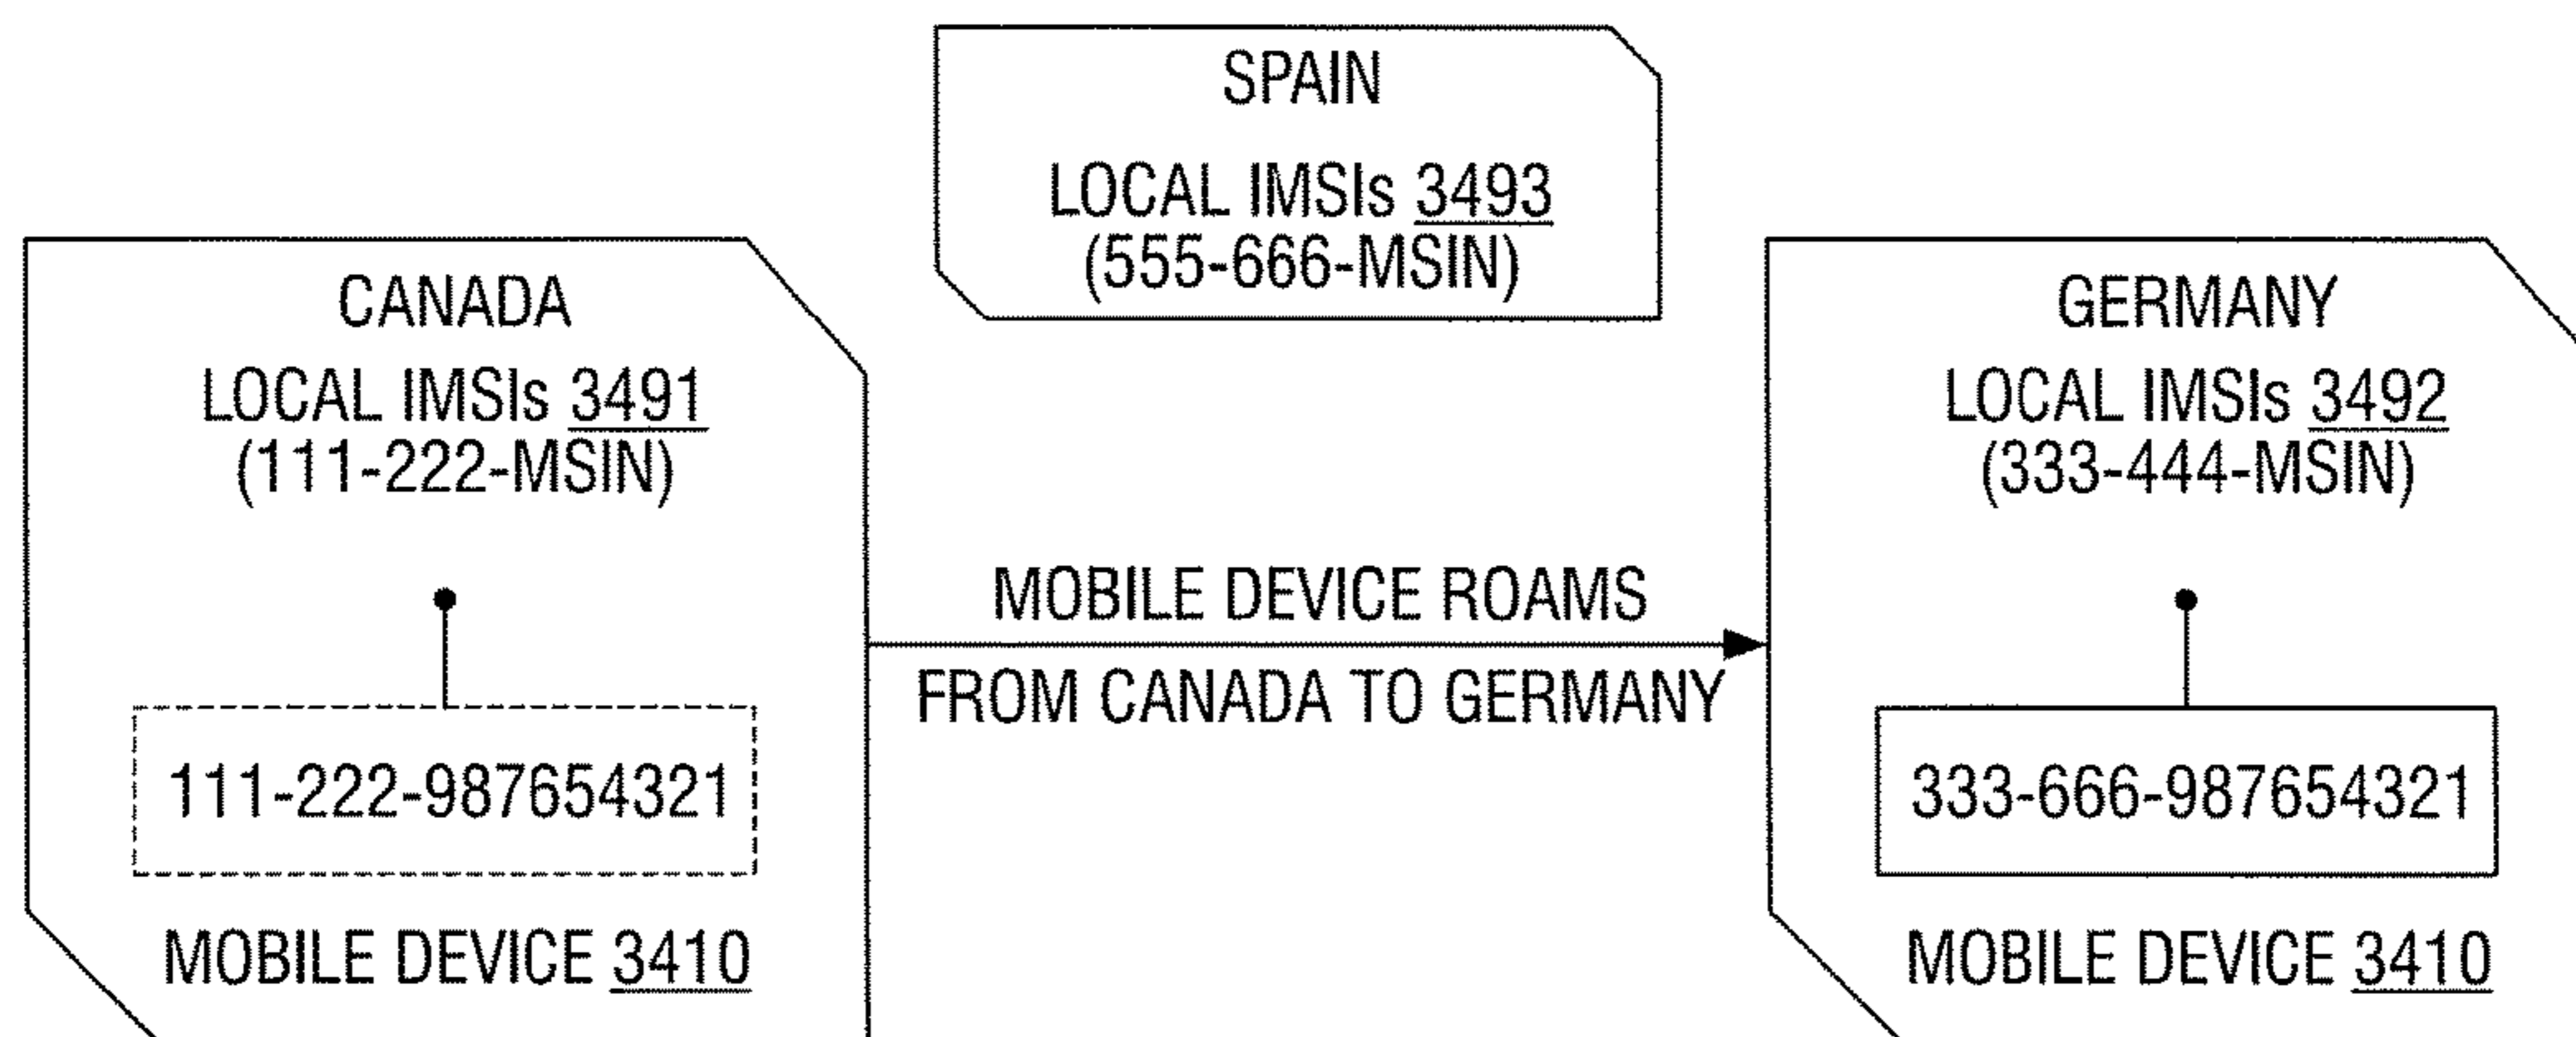 SPAIN
LOCAL IMSIs 3493
(555-666-MSIN)
CANADA
LOCAL IMSIs 3491
(111-222-MSIN)
111-222-987654321
MOBILE DEVICE 3410
MOBILE DEVICE ROAMS
FROM CANADA TO GERMANY
GERMANY
LOCAL IMSIs 3492
(333-444-MSIN)
333-666-987654321
MOBILE DEVICE 3410